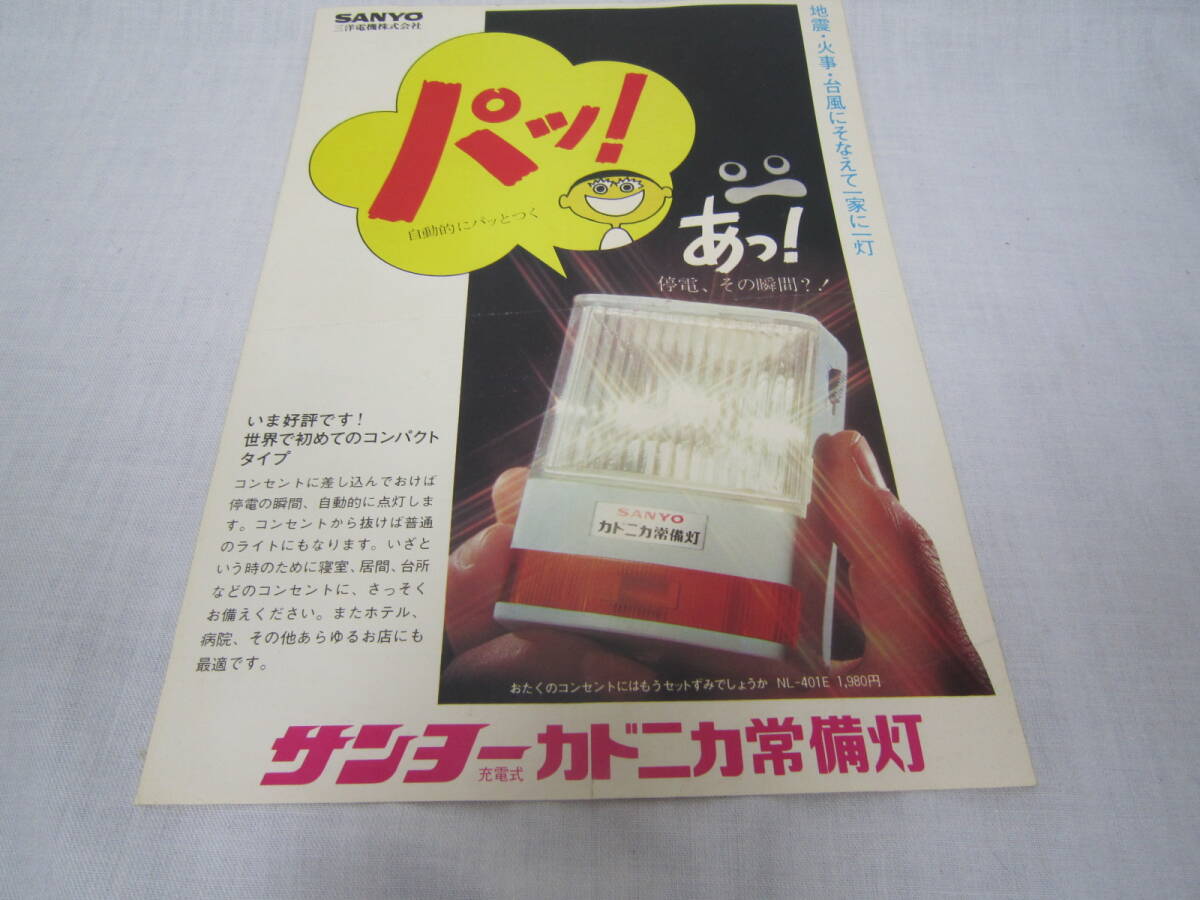 SANYO
三洋電機株式会社
地震・火事・台風にそなえて一家に一灯
パッ!
自動的にパッとつく
あっ!
停電、その瞬間?!
いま好評です!
世界で初めてのコンパクト
タイプ
コンセントに差し込んでおけば
停電の瞬間、自動的に点灯しま
す。コンセントから抜けば普通
のライトにもなります。いざと
いう時のために寝室、居間、台所
などのコンセントに、さっそく
お備えください。またホテル、
病院、その他あらゆるお店にも
最適です。
SANYO
カドニカ常備灯
おたくのコンセントにはもうセットずみでしょうか NL-401E 1,980円
サンヨー充電式カドニカ常備灯